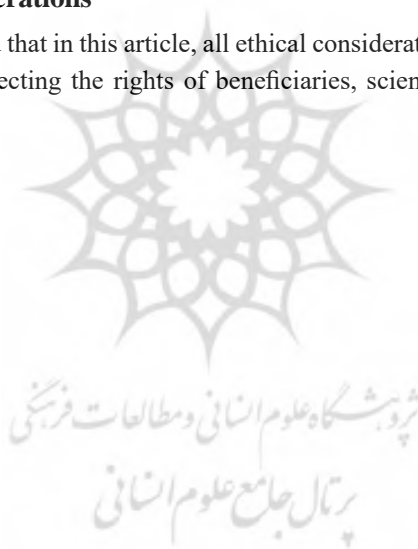 erations
that in this article, all ethical considerat
ecting the rights of beneficiaries, scien
پژوهشگاه علوم انسانی و مطالعات فرهنگی
پرتال جامع علوم انسانی